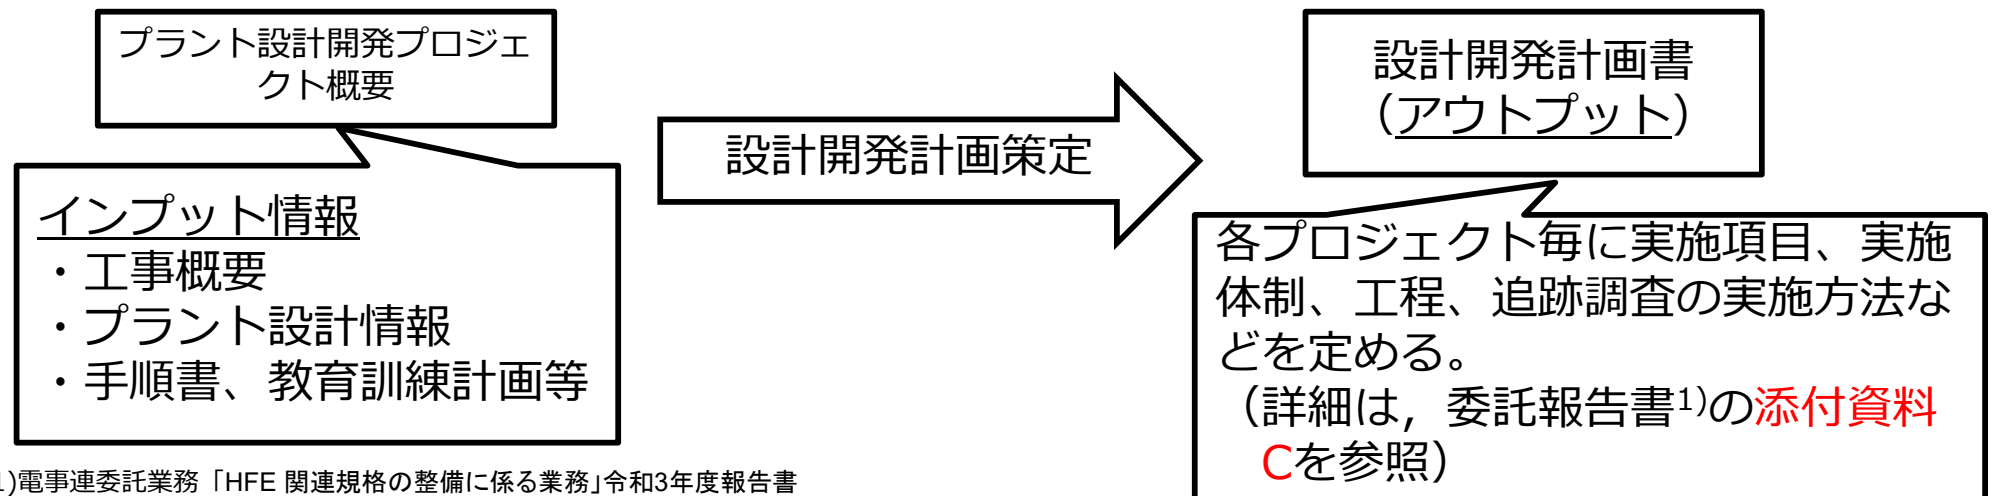 プラント設計開発プロジェ
クト概要
インプット情報
・工事概要
・プラント設計情報
・手順書、教育訓練計画等
設計開発計画策定
設計開発計画書
（アウトプット）
各プロジェクト毎に実施項目、実施
体制、工程、追跡調査の実施方法な
どを定める。
（詳細は，委託報告書1)の添付資料
Cを参照）
1)電事連委託業務「HFE 関連規格の整備に係る業務」令和3年度報告書